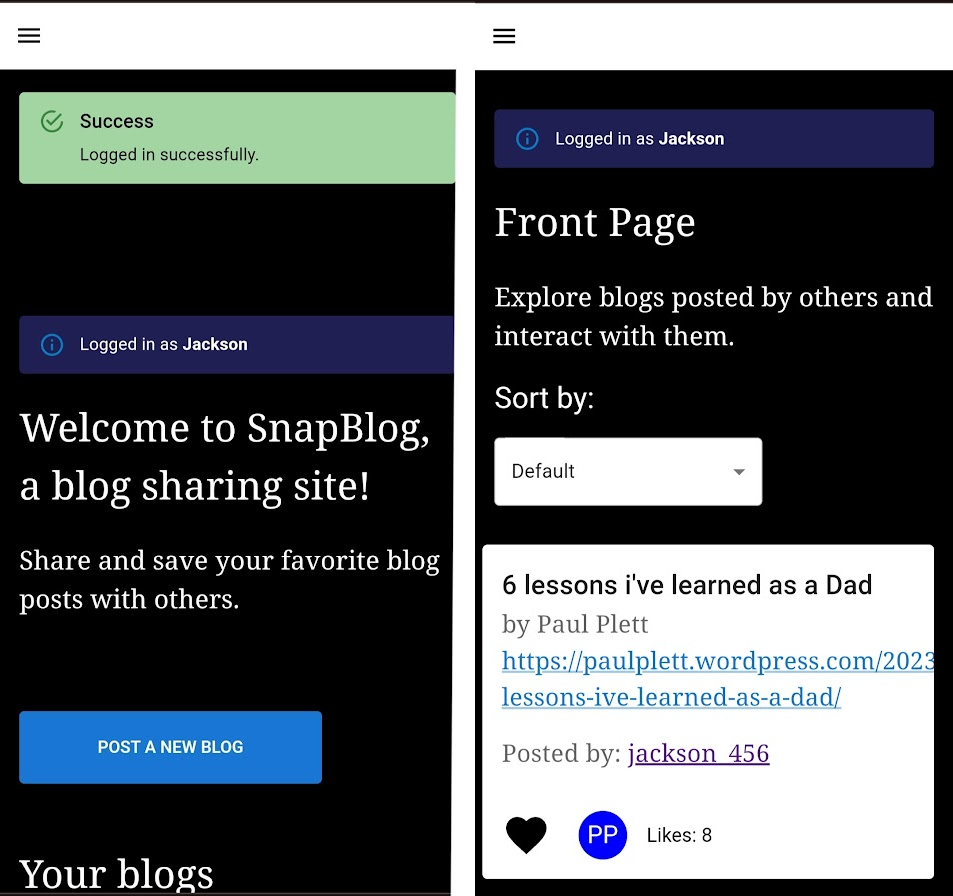 Success
Logged in successfully.
Logged in as Jackson
Welcome to SnapBlog,
a blog sharing site!
Share and save your favorite blog
posts with others.
POST A NEW BLOG
Your blogs
Logged in as Jackson
Front Page
Explore blogs posted by others and
interact with them.
Sort by:
Default
6 lessons i've learned as a Dad
by Paul Plett
https://paulplett.wordpress.com/2023
lessons-ive-learned-as-a-dad/
Posted by: jackson_456
PP
Likes: 8